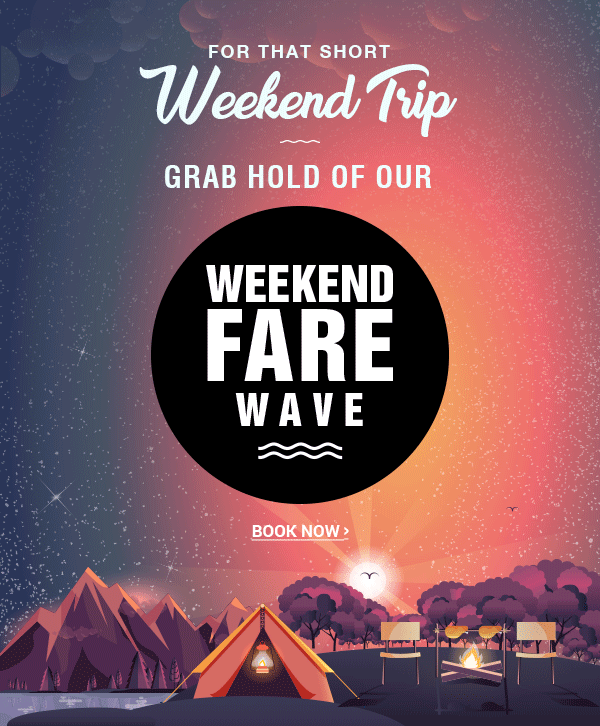 FOR THAT SHORT
Weekend Trip
GRAB HOLD OF OUR
WEEKEND
FARE
WAVE
BOOK NOW >